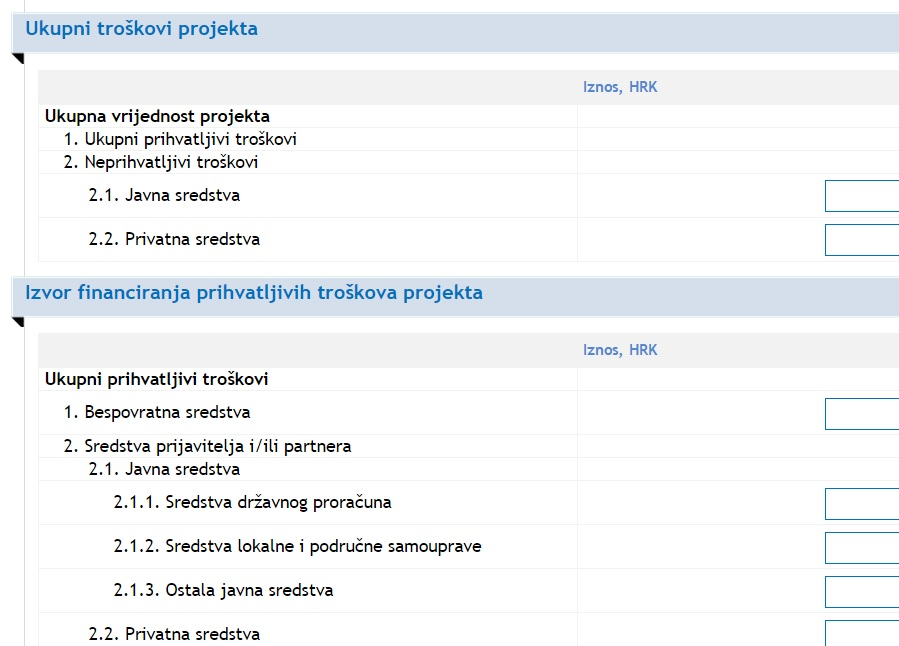 Ukupni troškovi projekta
Iznos, HRK
Ukupna vrijednost projekta
1. Ukupni prihvatljivi troškovi
2. Neprihvatljivi troškovi
2.1. Javna sredstva
2.2. Privatna sredstva
Izvor financiranja prihvatljivih troškova projekta
Iznos, HRK
Ukupni prihvatljivi troškovi
1. Bespovratna sredstva
2. Sredstva prijavitelja i/ili partnera
2.1. Javna sredstva
2.1.1. Sredstva državnog proračuna
2.1.2. Sredstva lokalne i područne samouprave
2.1.3. Ostala javna sredstva
2.2. Privatna sredstva